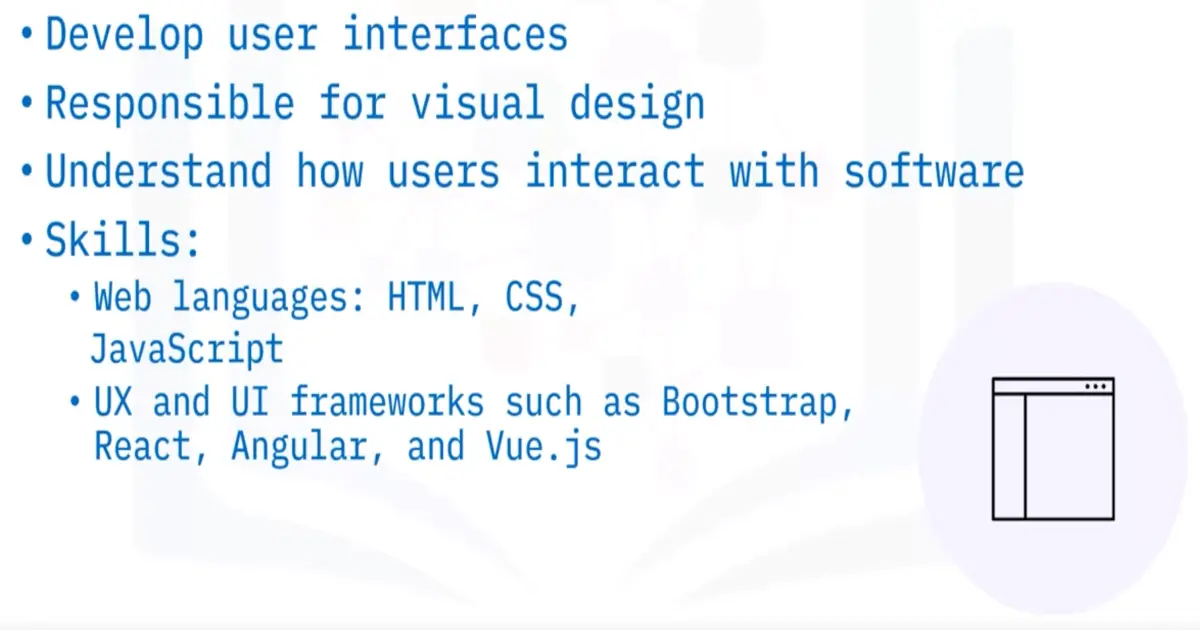 • Develop user interfaces
• Responsible for visual design
• Understand how users interact with software
• Skills:
• Web languages: HTML, CSS,
JavaScript
• UX and UI frameworks such as Bootstrap,
React, Angular, and Vue.js